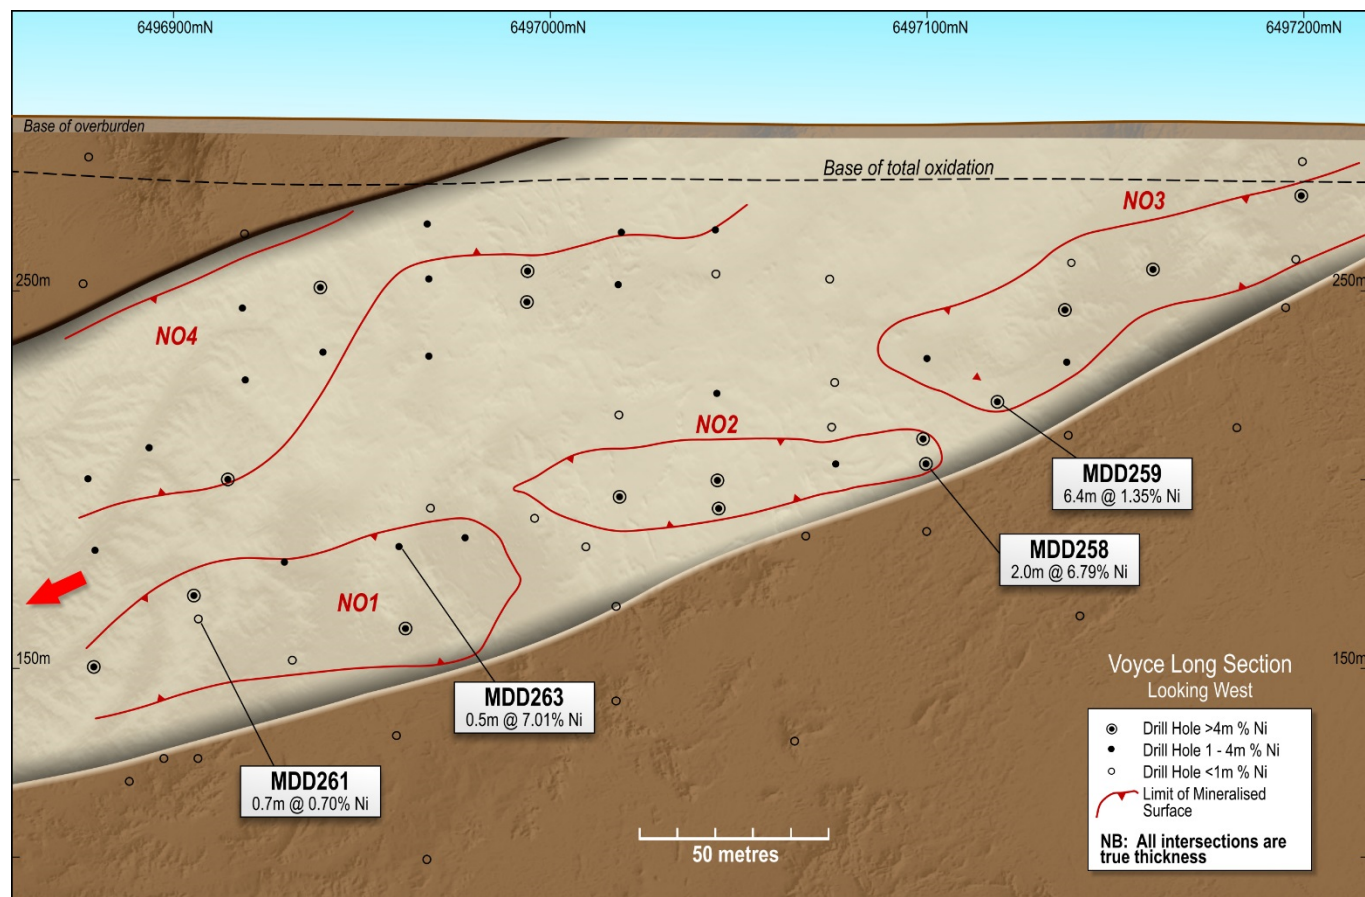 6496900mN
6497000mN
6497100mN
6497200mN
Base of overburden
Base of total oxidation
NO3
250m
250m
NO4
NO2
MDD259
6.4m @ 1.35% Ni
MDD258
2.0m @ 6.79% Ni
NO1
150m
150m
MDD263
0.5m @ 7.01% Ni
MDD261
0.7m @ 0.70% Ni
50 metres
Voyce Long Section
Looking West
Drill Hole >4m % Ni
Drill Hole 1 - 4m % Ni
Drill Hole <1m % Ni
Limit of Mineralised
Surface
NB: All intersections are
true thickness